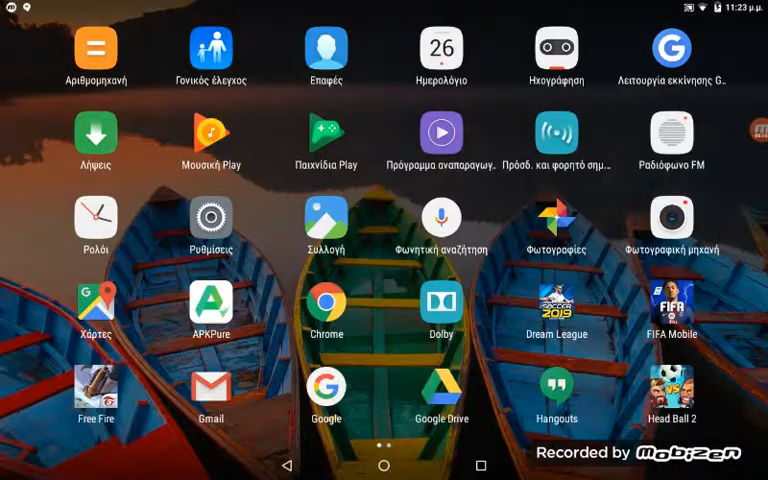 11:23 μ.μ.
26
Αριθμομηχανή
Γονικός έλεγχος
Επαφές
Ημερολόγιο
Ηχογράφηση
Λειτουργία εκκίνησης G..
Λήψεις
Μουσική Play
Παιχνίδια Play
Πρόγραμμα αναπαραγωγ..
Πρόσδ. και φορητό σημ...
Ραδιόφωνο FM
Ρολόι
Ρυθμίσεις
Συλλογή
Φωνητική αναζήτηση
Φωτογραφίες
Φωτογραφική μηχανή
SOCCER
2019
FIFA
Χάρτες
APKPure
Chrome
Dolby
Dream League
FIFA Mobile
VS
Free Fire
Gmail
Google
Google Drive
Hangouts
Head Ball 2
Recorded by Mobizen